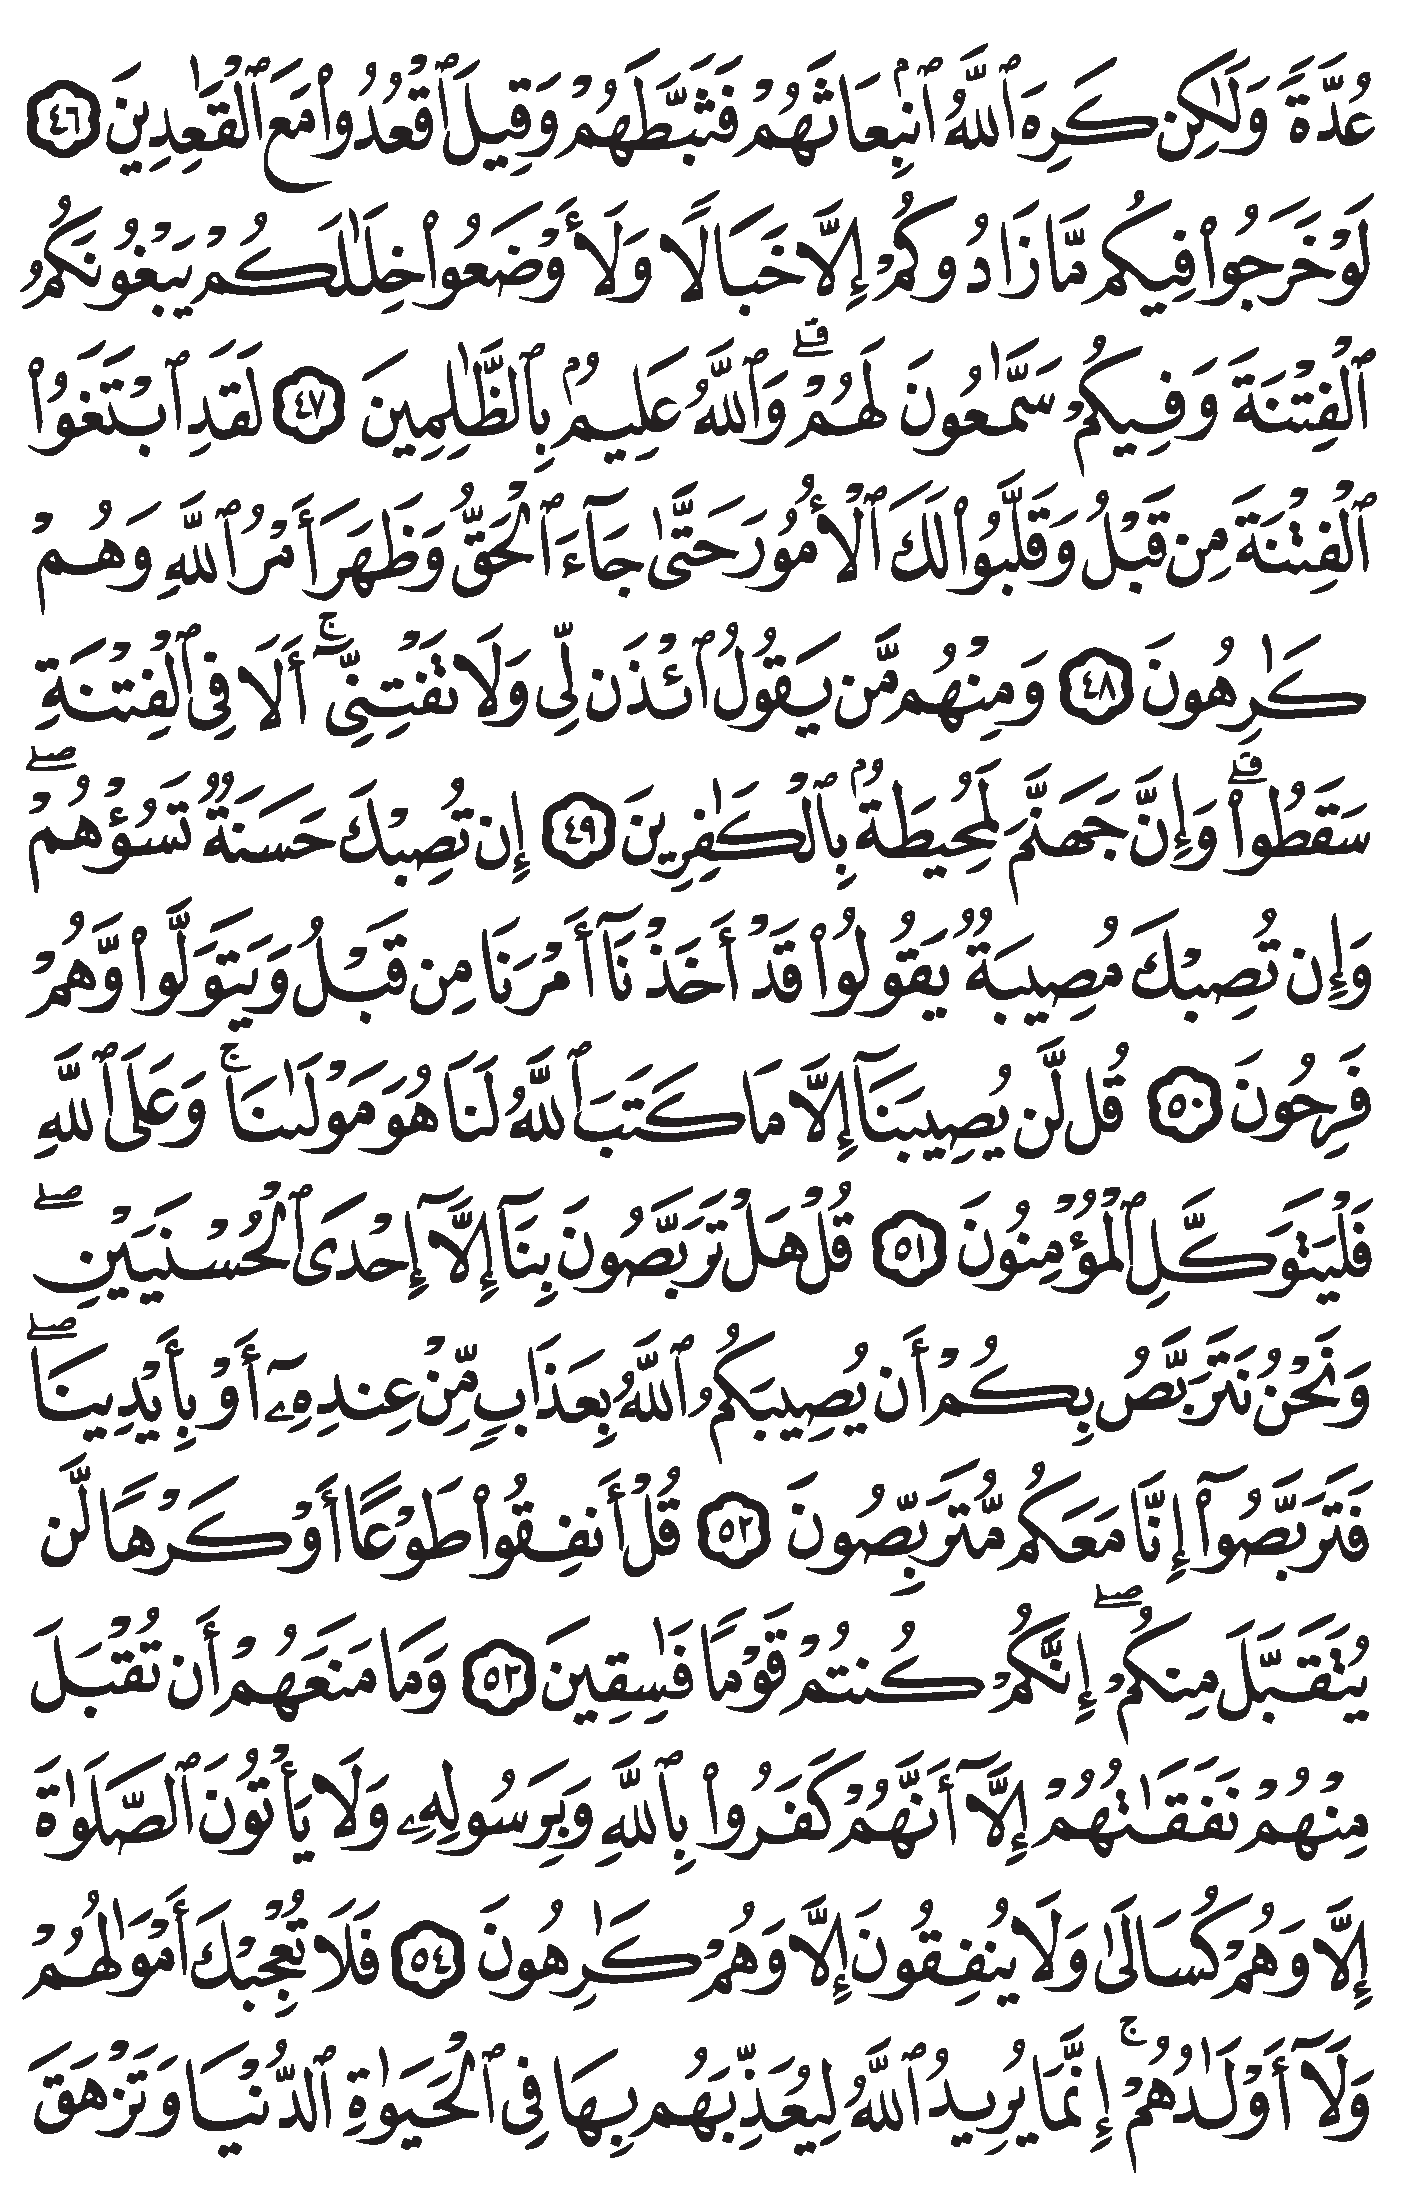 عُدَّةً وَلَٰكِن كَرِهَ ٱللَّهُ ٱنۢبِعَاثَهُمْ فَثَبَّطَهُمْ وَقِيلَ ٱقْعُدُوا۟ مَعَ ٱلْقَٰعِدِينَ ٤٦
لَوْ خَرَجُوا۟ فِيكُم مَّا زَادُوكُمْ إِلَّا خَبَالًا وَلَأَوْضَعُوا۟ خِلَٰلَكُمْ يَبْغُونَكُمُ
ٱلْفِتْنَةَ وَفِيكُمْ سَمَّٰعُونَ لَهُمْ ۗ وَٱللَّهُ عَلِيمٌۢ بِٱلظَّٰلِمِينَ ٤٧ لَقَدِ ٱبْتَغَوُا۟
ٱلْفِتْنَةَ مِن قَبْلُ وَقَلَّبُوا۟ لَكَ ٱلْأُمُورَ حَتَّىٰ جَآءَ ٱلْحَقُّ وَظَهَرَ أَمْرُ ٱللَّهِ وَهُمْ
كَٰرِهُونَ ٤٨ وَمِنْهُم مَّن يَقُولُ ٱئْذَن لِّى وَلَا تَفْتِنِّىٓ ۚ أَلَا فِى ٱلْفِتْنَةِ
سَقَطُوا۟ ۗ وَإِنَّ جَهَنَّمَ لَمُحِيطَةٌۢ بِٱلْكَٰفِرِينَ ٤٩ إِن تُصِبْكَ حَسَنَةٌ تَسُؤْهُمْ ۖ
وَإِن تُصِبْكَ مُصِيبَةٌ يَقُولُوا۟ قَدْ أَخَذْنَآ أَمْرَنَا مِن قَبْلُ وَيَتَوَلَّوا۟ وَّهُمْ
فَرِحُونَ ٥٠ قُل لَّن يُصِيبَنَآ إِلَّا مَا كَتَبَ ٱللَّهُ لَنَا هُوَ مَوْلَىٰنَا ۚ وَعَلَى ٱللَّهِ
فَلْيَتَوَكَّلِ ٱلْمُؤْمِنُونَ ٥١ قُلْ هَلْ تَرَبَّصُونَ بِنَآ إِلَّآ إِحْدَى ٱلْحُسْنَيَيْنِ ۖ
وَنَحْنُ نَتَرَبَّصُ بِكُمْ أَن يُصِيبَكُمُ ٱللَّهُ بِعَذَابٍ مِّنْ عِندِهِۦٓ أَوْ بِأَيْدِينَا ۖ
فَتَرَبَّصُوٓا۟ إِنَّا مَعَكُم مُّتَرَبِّصُونَ ٥٢ قُلْ أَنفِقُوا۟ طَوْعًا أَوْ كَرْهًا لَّن
يُتَقَبَّلَ مِنكُمْ ۖ إِنَّكُمْ كُنتُمْ قَوْمًا فَٰسِقِينَ ٥٣ وَمَا مَنَعَهُمْ أَن تُقْبَلَ
مِنْهُمْ نَفَقَٰتُهُمْ إِلَّآ أَنَّهُمْ كَفَرُوا۟ بِٱللَّهِ وَبِرَسُولِهِۦ وَلَا يَأْتُونَ ٱلصَّلَوٰةَ
إِلَّا وَهُمْ كُسَالَىٰ وَلَا يُنفِقُونَ إِلَّا وَهُمْ كَٰرِهُونَ ٥٤ فَلَا تُعْجِبْكَ أَمْوَٰلُهُمْ
وَلَآ أَوْلَٰدُهُمْ ۚ إِنَّمَا يُرِيدُ ٱللَّهُ لِيُعَذِّبَهُم بِهَا فِى ٱلْحَيَوٰةِ ٱلدُّنْيَا وَتَزْهَقَ